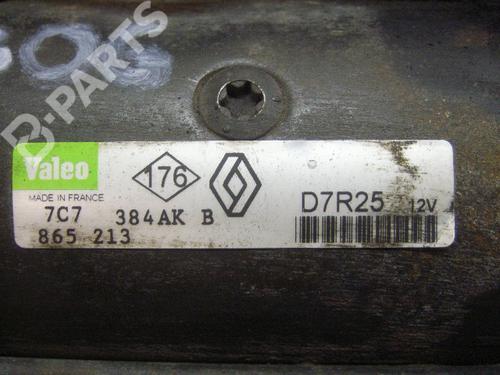 B-PARTS
Valeo
176
MADE IN FRANCE
7C7 384AK B
865 213
D7R25 12V